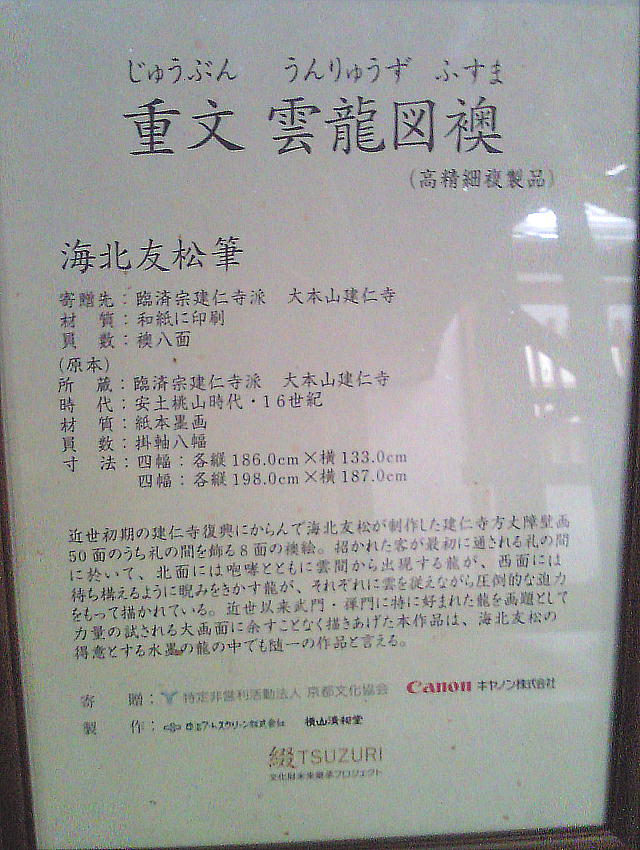 じゅうぶん うんりゅうず ふすま
重文 雲龍図襖
(高精細複製品)
海北友松筆
寄贈先：臨済宗建仁寺派 大本山建仁寺
材 質：和紙に印刷
員 数：襖八面
(原本)
所 蔵：臨済宗建仁寺派 大本山建仁寺
時 代：安土桃山時代・16世紀
材 質：紙本墨画
員 数：掛軸八幅
寸 法：四幅：各縦186.0cm×横133.0cm
四幅：各縦198.0cm×横187.0cm
近世初期の建仁寺復興にからんで海北友松が制作した建仁寺方丈障壁画
50面のうち礼の間を飾る8面の襖絵。招かれた客が最初に通される礼の間
に於いて、北面には咆哮とともに雲間から出現する龍が、西面には
待ち構えるように睨みをきかす龍が、それぞれに雲を従えながら圧倒的な迫力
をもって描かれている。近世以来武門・禅門に特に好まれた龍を画題として
力量の試される大画面に余すことなく描きあげた本作品は、海北友松の
得意とする水墨の龍の中でも随一の作品と言える。
寄 贈：特定非営利活動法人 京都文化協会 Canon キヤノン株式会社
製 作： 横山清和堂
綴TSUZURI
文化財未来継承プロジェクト